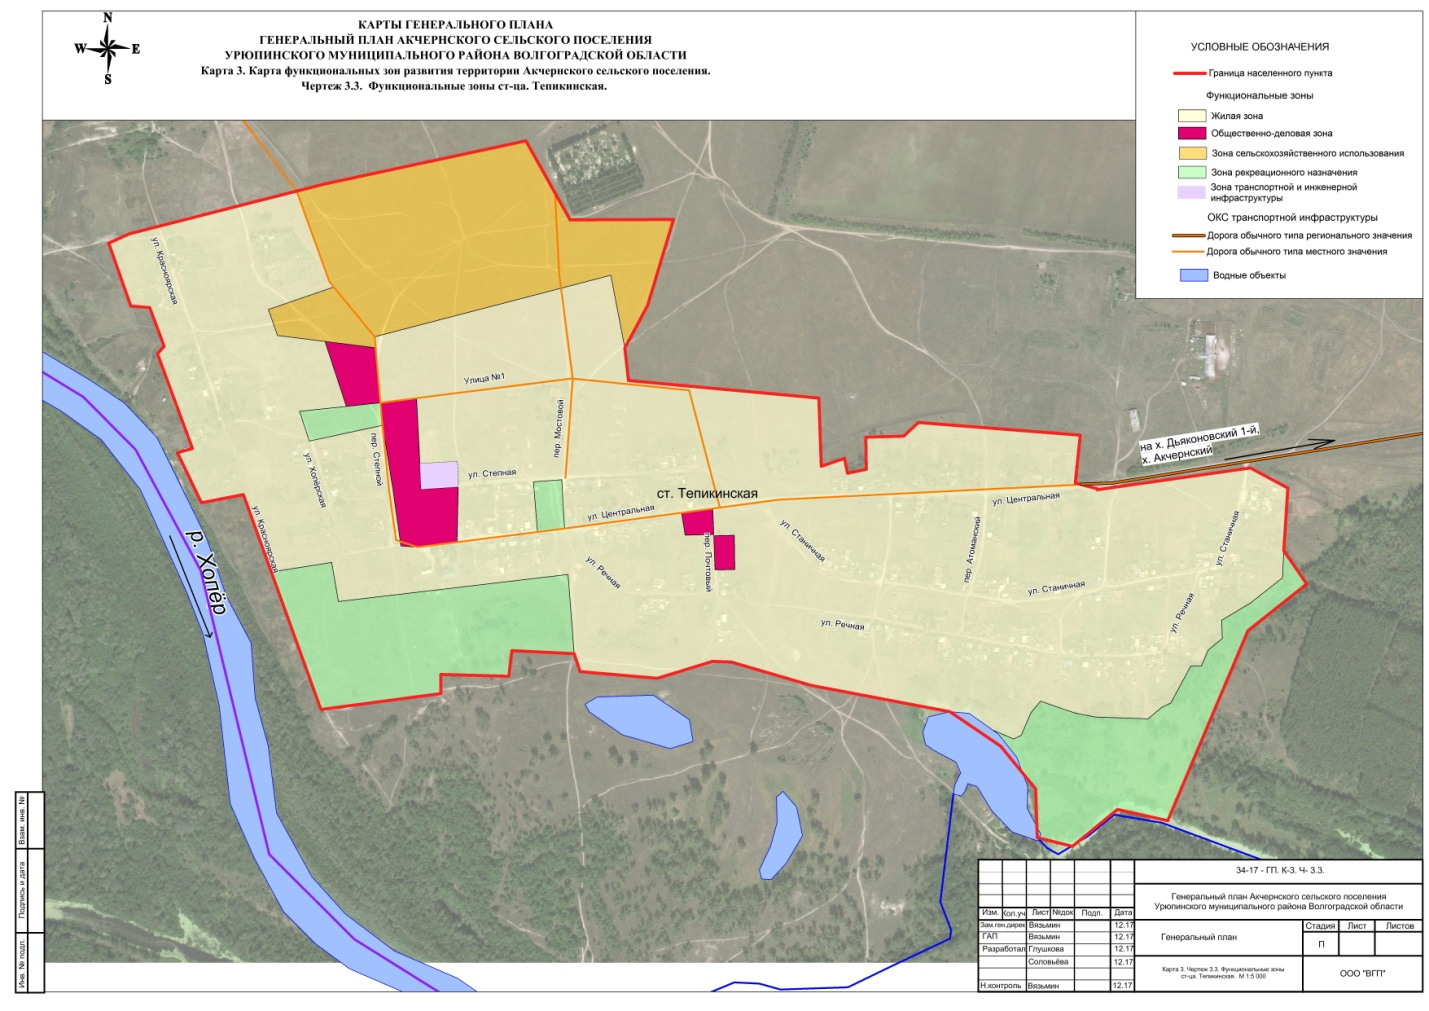 КАРТЫ ГЕНЕРАЛЬНОГО ПЛАНА
ГЕНЕРАЛЬНЫЙ ПЛАН АКЧЕРНСКОГО СЕЛЬСКОГО ПОСЕЛЕНИЯ
УРЮПИНСКОГО МУНИЦИПАЛЬНОГО РАЙОНА ВОЛГОГРАДСКОЙ ОБЛАСТИ
Карта 3. Карта функциональных зон развития территории Акчернского сельского поселения.
Чертеж 3.3. Функциональные зоны ст-ца. Тепикинская.
N
W E
S
УСЛОВНЫЕ ОБОЗНАЧЕНИЯ
Граница населенного пункта
Функциональные зоны
Жилая зона
Общественно-деловая зона
Зона сельскохозяйственного использования
Зона рекреационного назначения
Зона транспортной и инженерной
инфраструктуры
ОКС транспортной инфраструктуры
Дорога обычного типа регионального значения
Дорога обычного типа местного значения
Водные объекты
ул. Красноярская
Улица №1
пер. Мостовой
пер. Степной
ул. Хопёрская
ул. Степная
ст. Тепикинская
ул. Центральная
ул. Центральная
на х. Дьяконовский 1-й,
х. Акчернский
ул. Красноярская
р. Хопёр
ул. Речная
пер. Почтовый
ул. Станичная
пер. Атоманский
ул. Станичная
ул. Станичная
ул. Речная
ул. Речная
Взам. инв. №
Подпись и дата
Инв. № подл.
34-17 - ГП. К-3. Ч- 3.3.
Генеральный план Акчернского сельского поселения
Урюпинского муниципального района Волгоградской области
Изм. Кол.уч Лист №док Подп. Дата
Зам.ген.дирек Вязьмин 12.17
ГАП Вязьмин 12.17
Разработал Глушкова 12.17
Соловьёва 12.17
Н.контроль Вязьмин 12.17
Генеральный план
Стадия Лист Листов
П
Карта 3. Чертеж 3.3. Функциональные зоны
ст-ца. Тепикинская. М 1:5 000
ООО "ВГП"